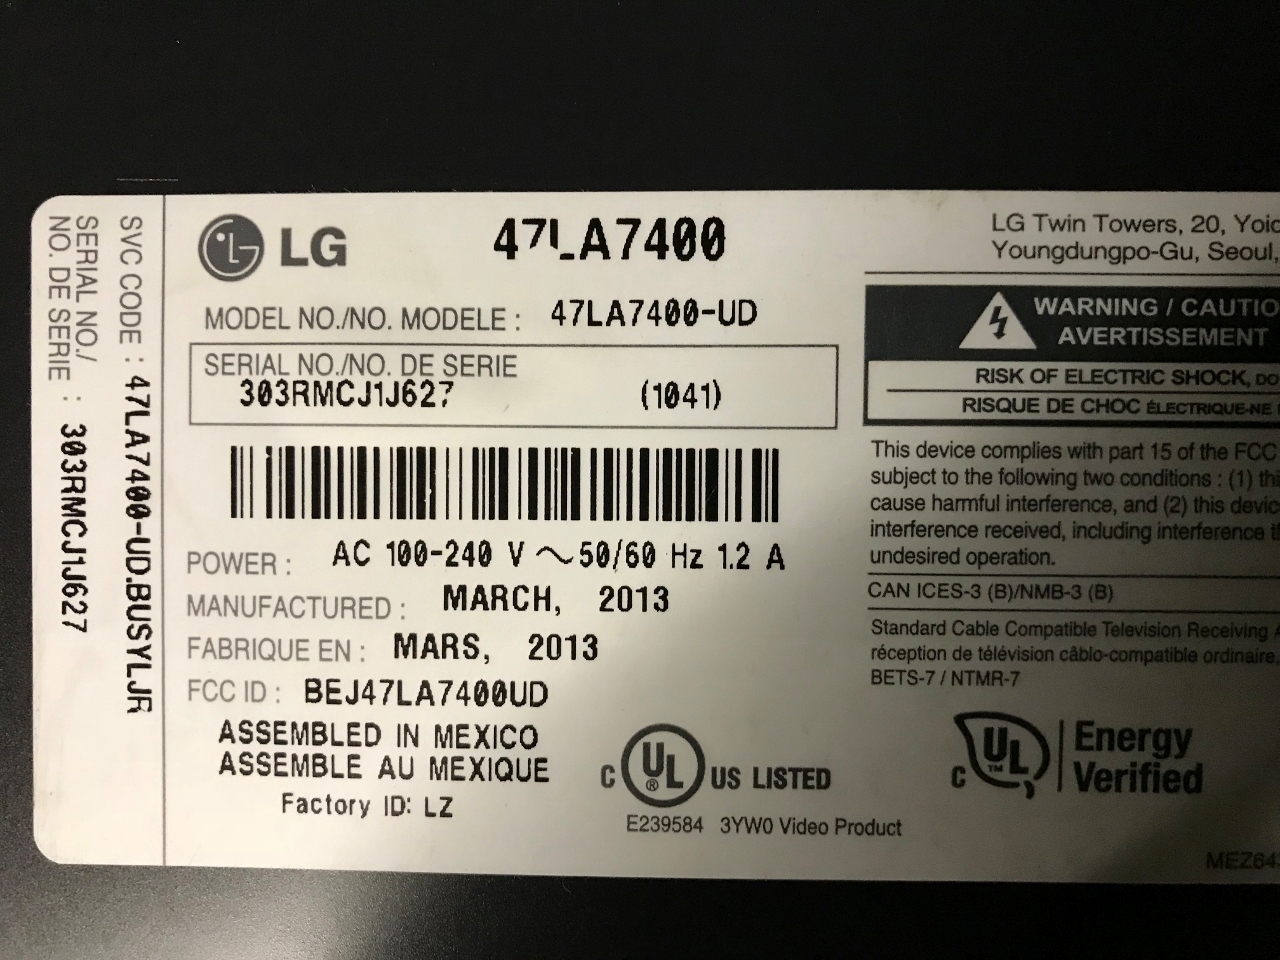 SVC CODE : 47LA7400-UD.BUSYLJR
SERIAL NO./
NO. DE SERIE : 303RMCJ1J627
LG
47LA7400
MODEL NO./NO. MODELE : 47LA7400-UD
SERIAL NO./NO. DE SERIE
303RMCJ1J627 (1041)
POWER : AC 100-240 V ~ 50/60 Hz 1.2 A
MANUFACTURED : MARCH, 2013
FABRIQUE EN : MARS, 2013
FCC ID : BEJ47LA7400UD
ASSEMBLED IN MEXICO
ASSEMBLE AU MEXIQUE
Factory ID: LZ
C UL ® US LISTED
E239584 3YW0 Video Product
LG Twin Towers, 20,
Youngdungpo-Gu, Seoul,
WARNING / CAUTIO
AVERTISSEMENT
RISK OF ELECTRIC SHOCK, DO
RISQUE DE CHOC ÉLECTRIQUE-NE
This device complies with part 15 of the FCC
subject to the following two conditions : (1)
cause harmful interference, and (2) this devic
interference received, including interference
undesired operation.
CAN ICES-3 (B)/NMB-3 (B)
Standard Cable Compatible Television Receiving
réception de télévision câblo-compatible ordinaire,
BETS-7 / NTMR-7
C UL ™ Energy
Verified